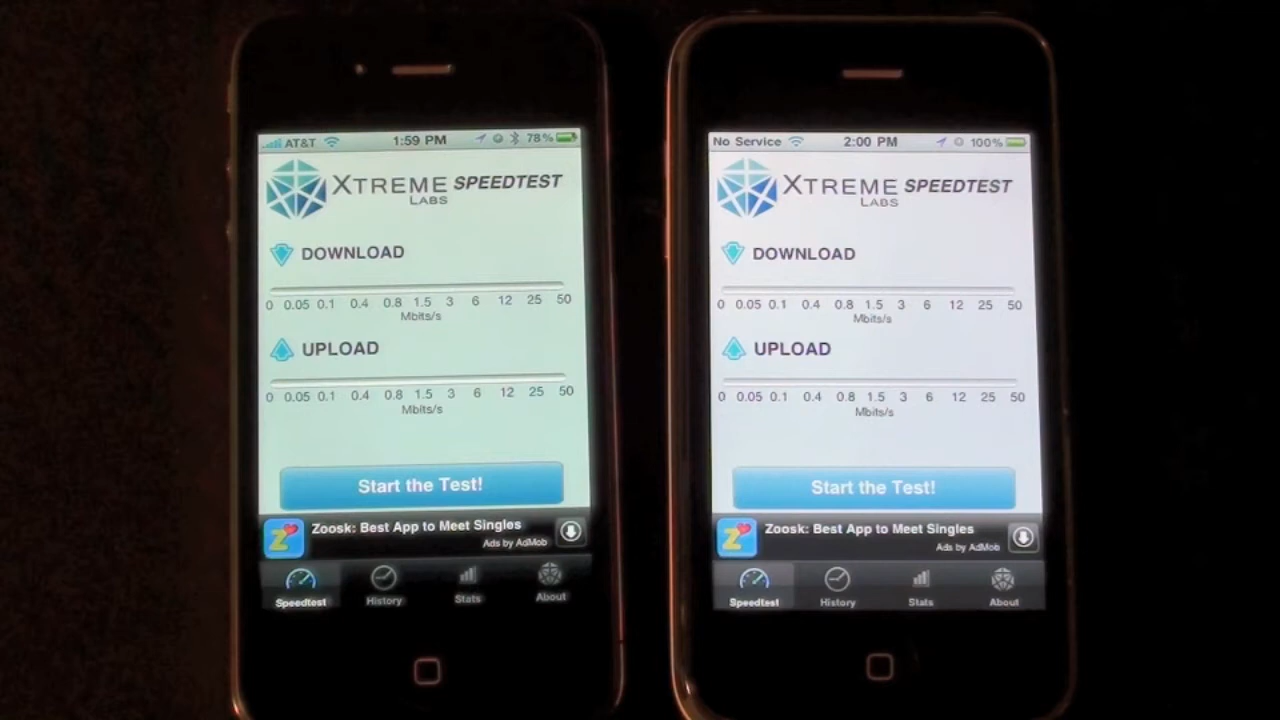 AT&T 1:59 PM 78%
XTREME SPEEDTEST
LABS
DOWNLOAD
0 0.05 0.1 0.4 0.8 1.5 3 6 12 25 50
Mbits/s
UPLOAD
0 0.05 0.1 0.4 0.8 1.5 3 6 12 25 50
Mbits/s
Start the Test!
Z
Zoosk: Best App to Meet Singles
Ads by AdMob
Speedtest History Stats About
No Service 2:00 PM 100%
XTREME SPEEDTEST
LABS
DOWNLOAD
0 0.05 0.1 0.4 0.8 1.5 3 6 12 25 50
Mbits/s
UPLOAD
0 0.05 0.1 0.4 0.8 1.5 3 6 12 25 50
Mbits/s
Start the Test!
Z
Zoosk: Best App to Meet Singles
Ads by AdMob
Speedtest History Stats About